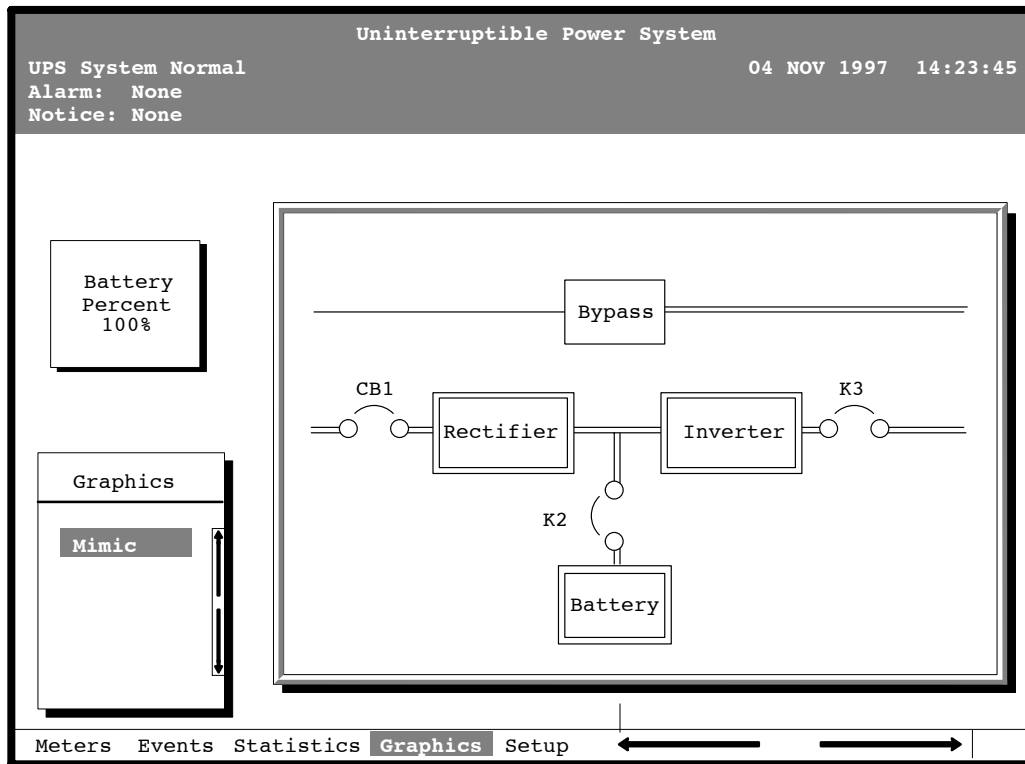 Uninterruptible Power System
UPS System Normal
04 NOV 1997 14:23:45
Alarm: None
Notice: None
Battery
Percent
100%
Bypass
CB1
K3
Rectifier
Inverter
K2
Battery
Graphics
Mimic
Meters Events Statistics Graphics Setup